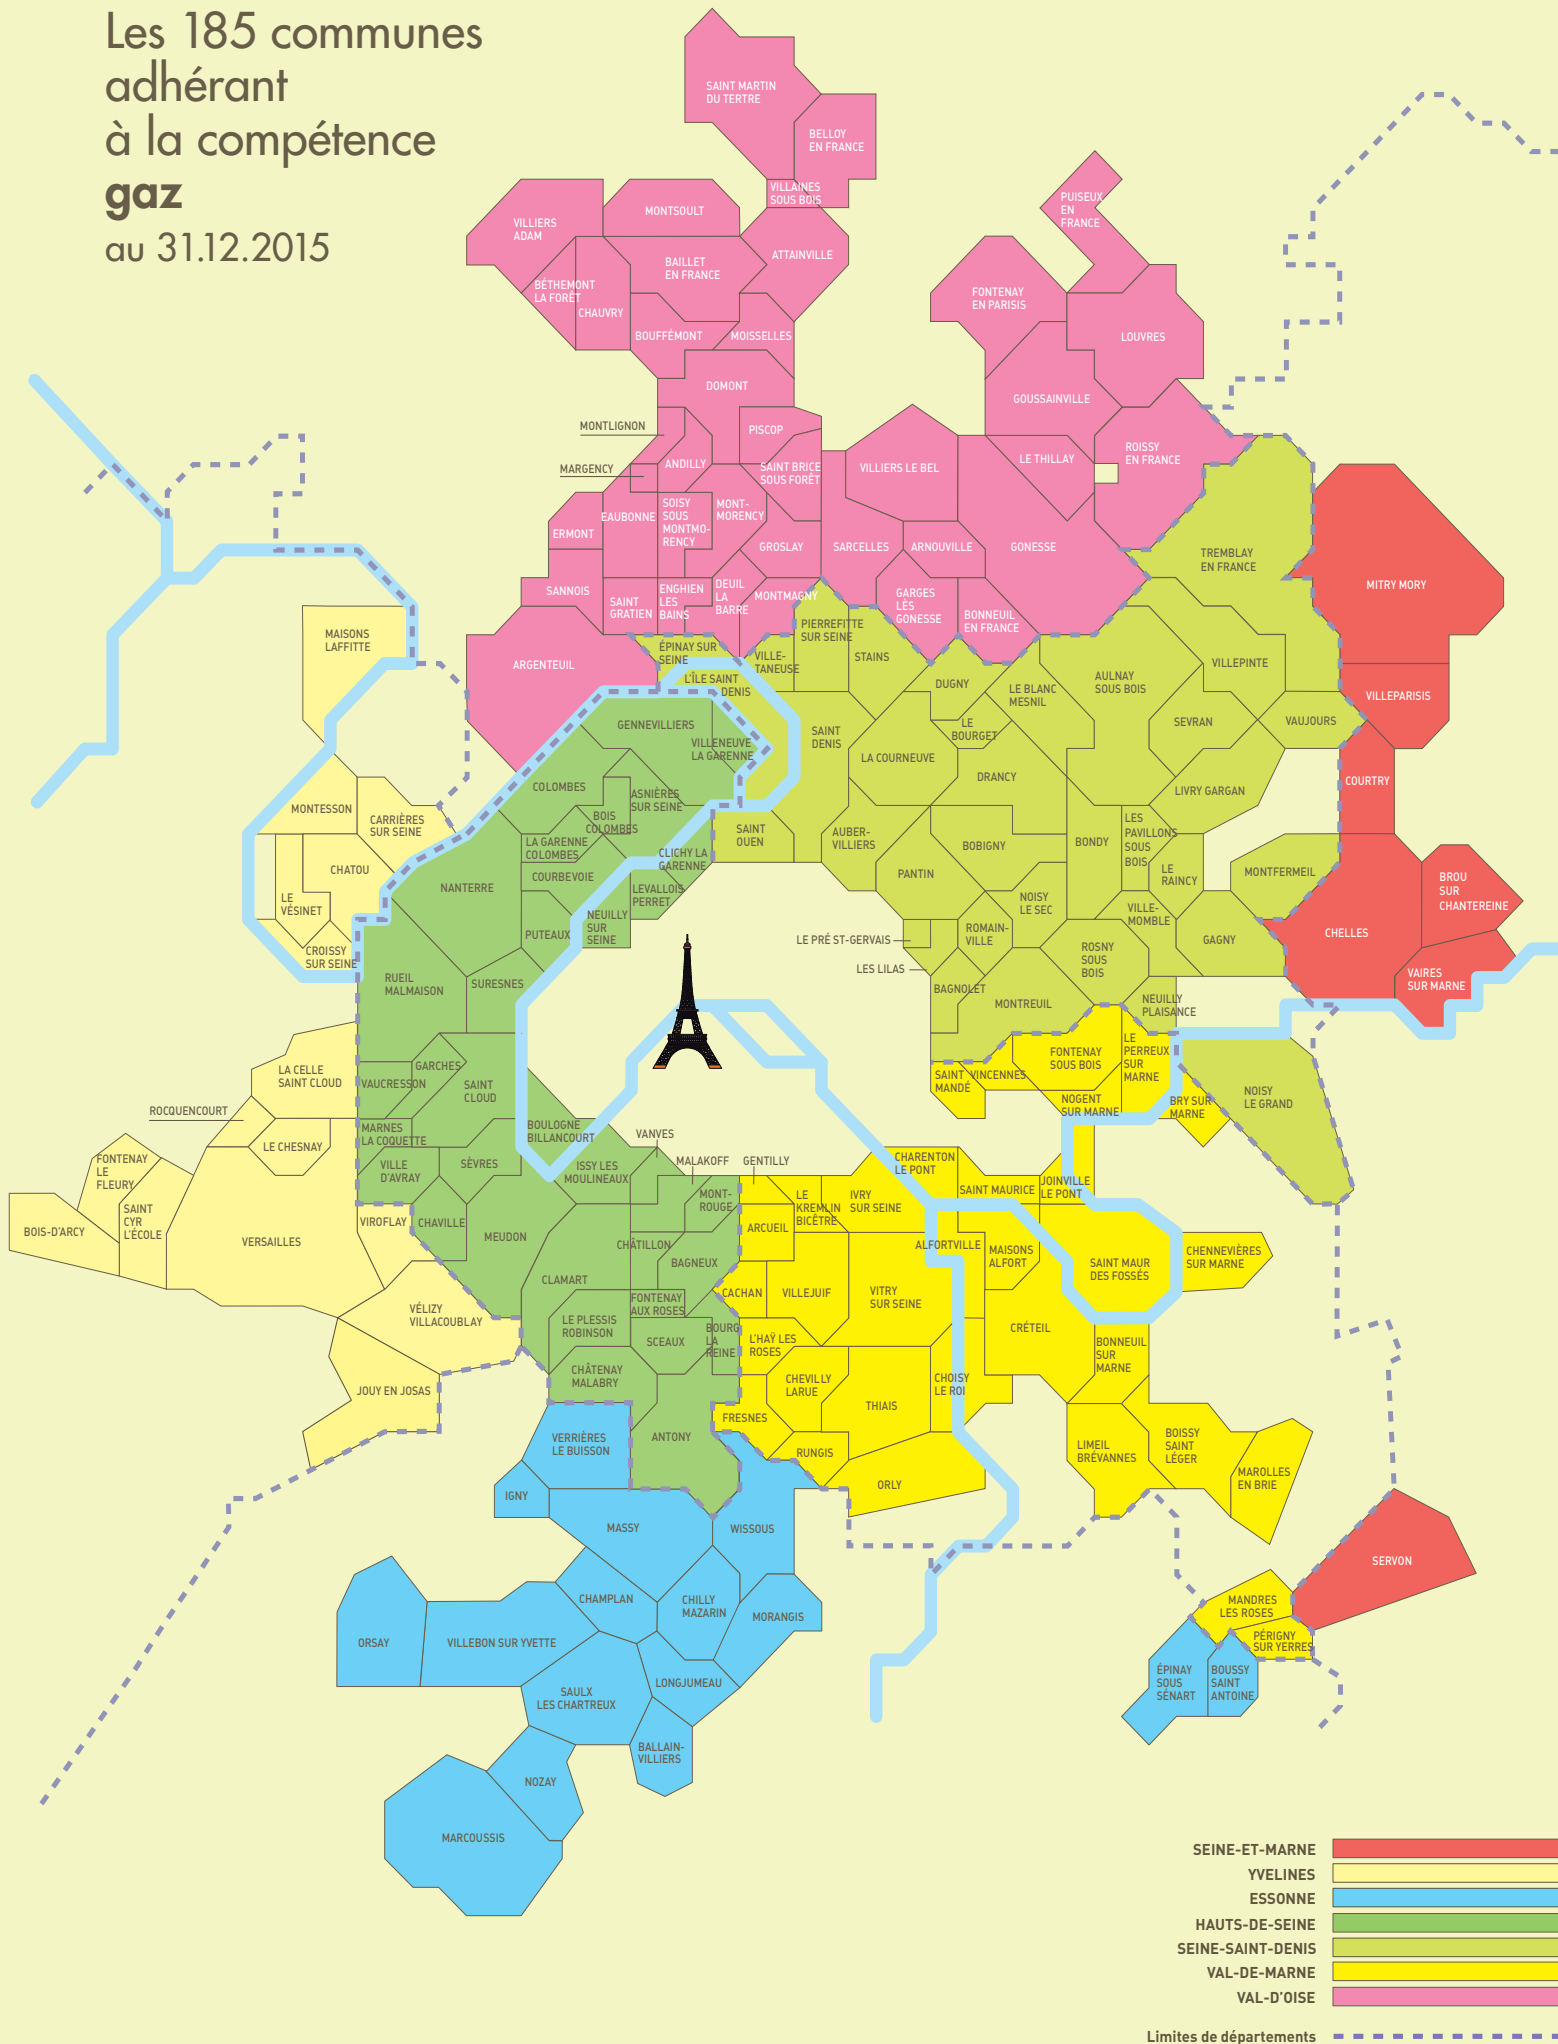 Les 185 communes
adhérant
à la compétence
gaz
au 31.12.2015
SAINT MARTIN
DU TERTRE
BELLOY
EN FRANCE
VILLAINES
SOUS BOIS
VILLIERS
ADAM
MONTSOULT
ATTAINVILLE
BAILLET
EN FRANCE
BÉTHEMONT
LA FORÊT
CHAUVRY
BOUFFÉMONT
MOISSELLES
PUISEUX
EN
FRANCE
FONTENAY
EN PARISIS
LOUVRES
DOMONT
GOUSSAINVILLE
MONTLIGNON
PISCOP
ANDILLY
MARGENCY
SAINT BRICE
SOUS FORÊT
VILLIERS LE BEL
LE THILLAY
ROISSY
EN FRANCE
EAUBONNE
SOISY
SOUS
MONTMO-
RENCY
MONT-
MORENCY
ERMONT
GROSLAY
SARCELLES
ARNOUVILLE
GONESSE
TREMBLAY
EN FRANCE
MITRY MORY
SANNOIS
SAINT
GRATIEN
ENGHIEN
LES
BAINS
DEUIL
LA
BARRE
MONTMAGNY
GARGES
LÈS
GONESSE
BONNEUIL
EN FRANCE
MAISONS
LAFFITTE
ARGENTEUIL
ÉPINAY SUR
SEINE
VILLE-
TANEUSE
PIERREFITTE
SUR SEINE
STAINS
L'ÎLE SAINT
DENIS
DUGNY
LE BLANC
MESNIL
AULNAY
SOUS BOIS
VILLEPINTE
VILLEPARISIS
GENNEVILLIERS
VILLENEUVE
LA GARENNE
SAINT
DENIS
LE
BOURGET
SEVRAN
VAUJOURS
LA COURNEUVE
DRANCY
COURTRY
LIVRY GARGAN
COLOMBES
ASNIÈRES
SUR SEINE
BOIS
COLOMBES
MONTESSON
CARRIÈRES
SUR SEINE
LA GARENNE
COLOMBES
SAINT
OUEN
AUBER-
VILLIERS
BOBIGNY
BONDY
LES
PAVILLONS
SOUS
BOIS
CLICHY LA
GARENNE
CHATOU
COURBEVOIE
LEVALLOIS
PERRET
NANTERRE
PANTIN
LE
RAINCY
MONTFERMEIL
BROU
SUR
CHANTEREINE
LE
VÉSINET
NEUILLY
SUR
SEINE
PUTEAUX
NOISY
LE SEC
VILLE-
MOMBLE
ROMAIN-
VILLE
LE PRÉ ST-GERVAIS
GAGNY
CHELLES
CROISSY
SUR SEINE
LES LILAS
ROSNY
SOUS
BOIS
RUEIL
MALMAISON
SURESNES
BAGNOLET
MONTREUIL
NEUILLY
PLAISANCE
VAIRES
SUR MARNE
LA CELLE
SAINT CLOUD
VAUCRESSON
GARCHES
SAINT
CLOUD
SAINT
MANDÉ
VINCENNES
FONTENAY
SOUS BOIS
LE
PERREUX
SUR
MARNE
NOGENT
SUR MARNE
BRY SUR
MARNE
NOISY
LE GRAND
ROCQUENCOURT
MARNES
LA COQUETTE
BOULOGNE
BILLANCOURT
VANVES
LE CHESNAY
FONTENAY
LE
FLEURY
VILLE
D'AVRAY
SÈVRES
ISSY LES
MOULINEAUX
MALAKOFF
GENTILLY
CHARENTON
LE PONT
SAINT MAURICE
JOINVILLE
LE PONT
MONT-
ROUGE
LE
KREMLIN
BICÊTRE
IVRY
SUR SEINE
SAINT
CYR
L'ÉCOLE
BOIS-D'ARCY
VERSAILLES
VIROFLAY
CHAVILLE
MEUDON
CHÂTILLON
ARCUEIL
ALFORTVILLE
MAISONS
ALFORT
SAINT MAUR
DES FOSSÉS
CHENNEVIÈRES
SUR MARNE
CLAMART
BAGNEUX
CACHAN
VILLEJUIF
VITRY
SUR SEINE
VÉLIZY
VILLACOUBLAY
FONTENAY
AUX ROSES
LE PLESSIS
ROBINSON
SCEAUX
BOURG
LA
REINE
L'HAŸ LES
ROSES
CRÉTEIL
BONNEUIL
SUR
MARNE
JOUY EN JOSAS
CHÂTENAY
MALABRY
CHEVILLY
LARUE
CHOISY
LE ROI
THIAIS
FRESNES
ANTONY
VERRIÈRES
LE BUISSON
RUNGIS
LIMEIL
BRÉVANNES
BOISSY
SAINT
LÉGER
MAROLLES
EN BRIE
IGNY
ORLY
MASSY
WISSOUS
SERVON
CHAMPLAN
CHILLY
MAZARIN
MORANGIS
MANDRES
LES ROSES
ORSAY
VILLEBON SUR YVETTE
PÉRIGNY
SUR YERRES
LONGJUMEAU
SAULX
LES CHARTREUX
ÉPINAY
SOUS
SÉNART
BOUSSY
SAINT
ANTOINE
BALLAIN-
VILLIERS
NOZAY
MARCOUSSIS
SEINE-ET-MARNE
YVELINES
ESSONNE
HAUTS-DE-SEINE
SEINE-SAINT-DENIS
VAL-DE-MARNE
VAL-D'OISE
Limites de départements